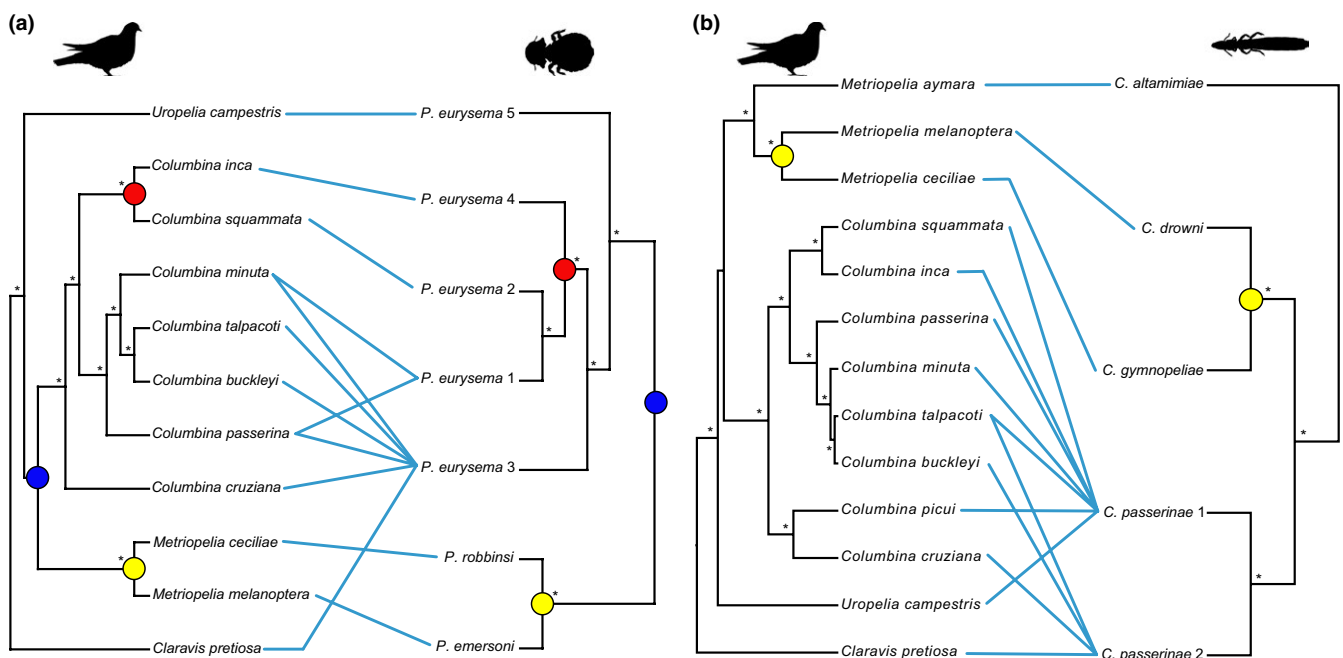 (a)
Uropelia campestris
Columbina inca
Columbina squammata
Columbina minuta
Columbina talpacoti
Columbina buckleyi
Columbina passerina
Columbina cruziana
Metriopelia ceciliae
Metriopelia melanoptera
Claravis pretiosa
P. eurysema 5
P. eurysema 4
P. eurysema 2
P. eurysema 1
P. eurysema 3
P. robbinsi
P. emersoni
(b)
Metriopelia aymara
Metriopelia melanoptera
Metriopelia ceciliae
Columbina squammata
Columbina inca
Columbina passerina
Columbina minuta
Columbina talpacoti
Columbina buckleyi
Columbina picui
Columbina cruziana
Uropelia campestris
Claravis pretiosa
C. altamimiae
C. drowni
C. gymnopeliae
C. passerinae 1
C. passerinae 2